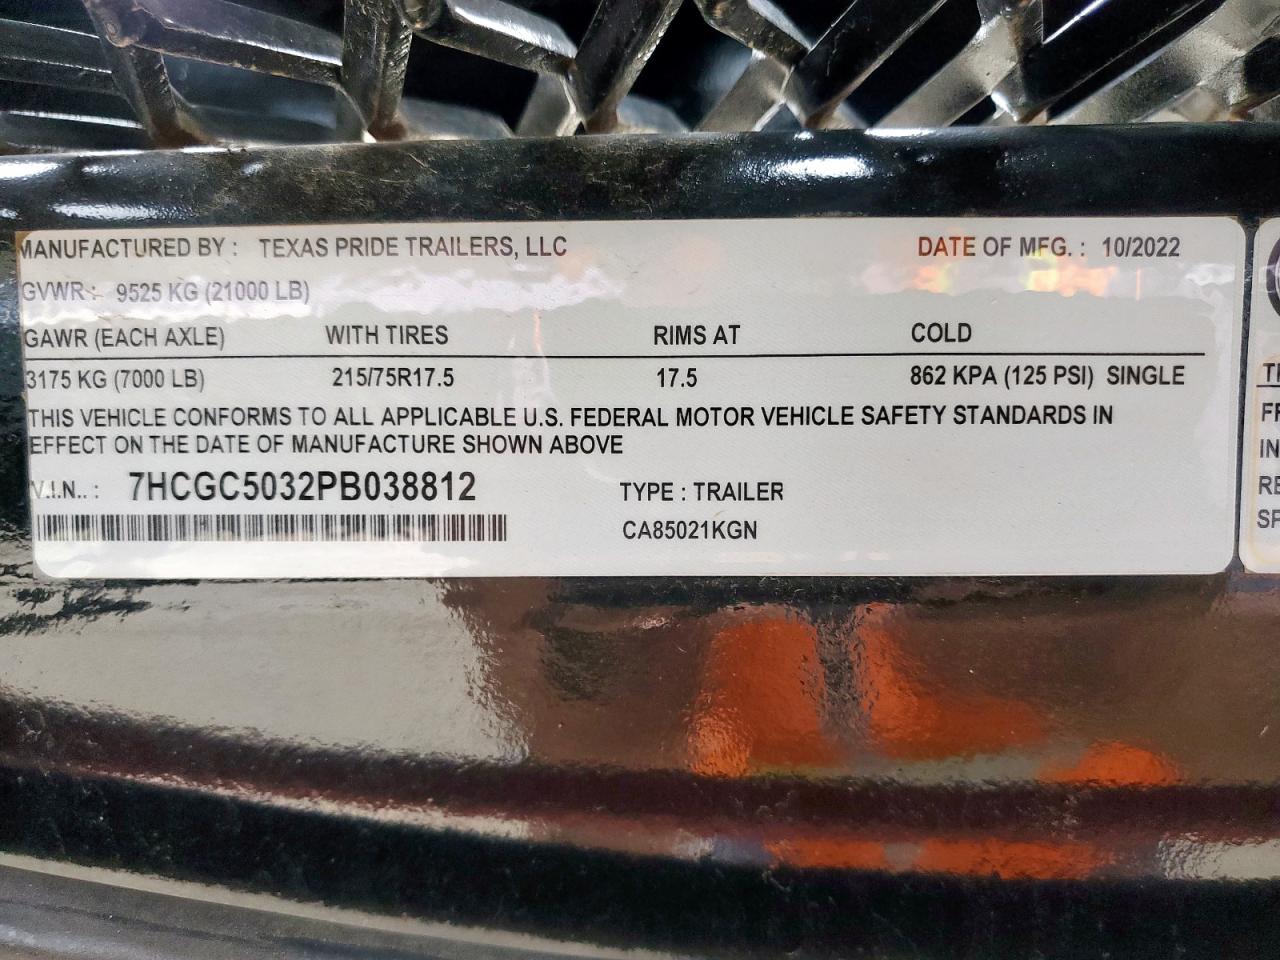 MANUFACTURED BY : TEXAS PRIDE TRAILERS, LLC DATE OF MFG. : 10/2022
GVWR : 9525 KG (21000 LB)
GAWR (EACH AXLE) WITH TIRES RIMS AT COLD
3175 KG (7000 LB) 215/75R17.5 17.5 862 KPA (125 PSI) SINGLE
THIS VEHICLE CONFORMS TO ALL APPLICABLE U.S. FEDERAL MOTOR VEHICLE SAFETY STANDARDS IN
EFFECT ON THE DATE OF MANUFACTURE SHOWN ABOVE
V.I.N.. : 7HCGC5032PB038812 TYPE : TRAILER
CA85021KGN